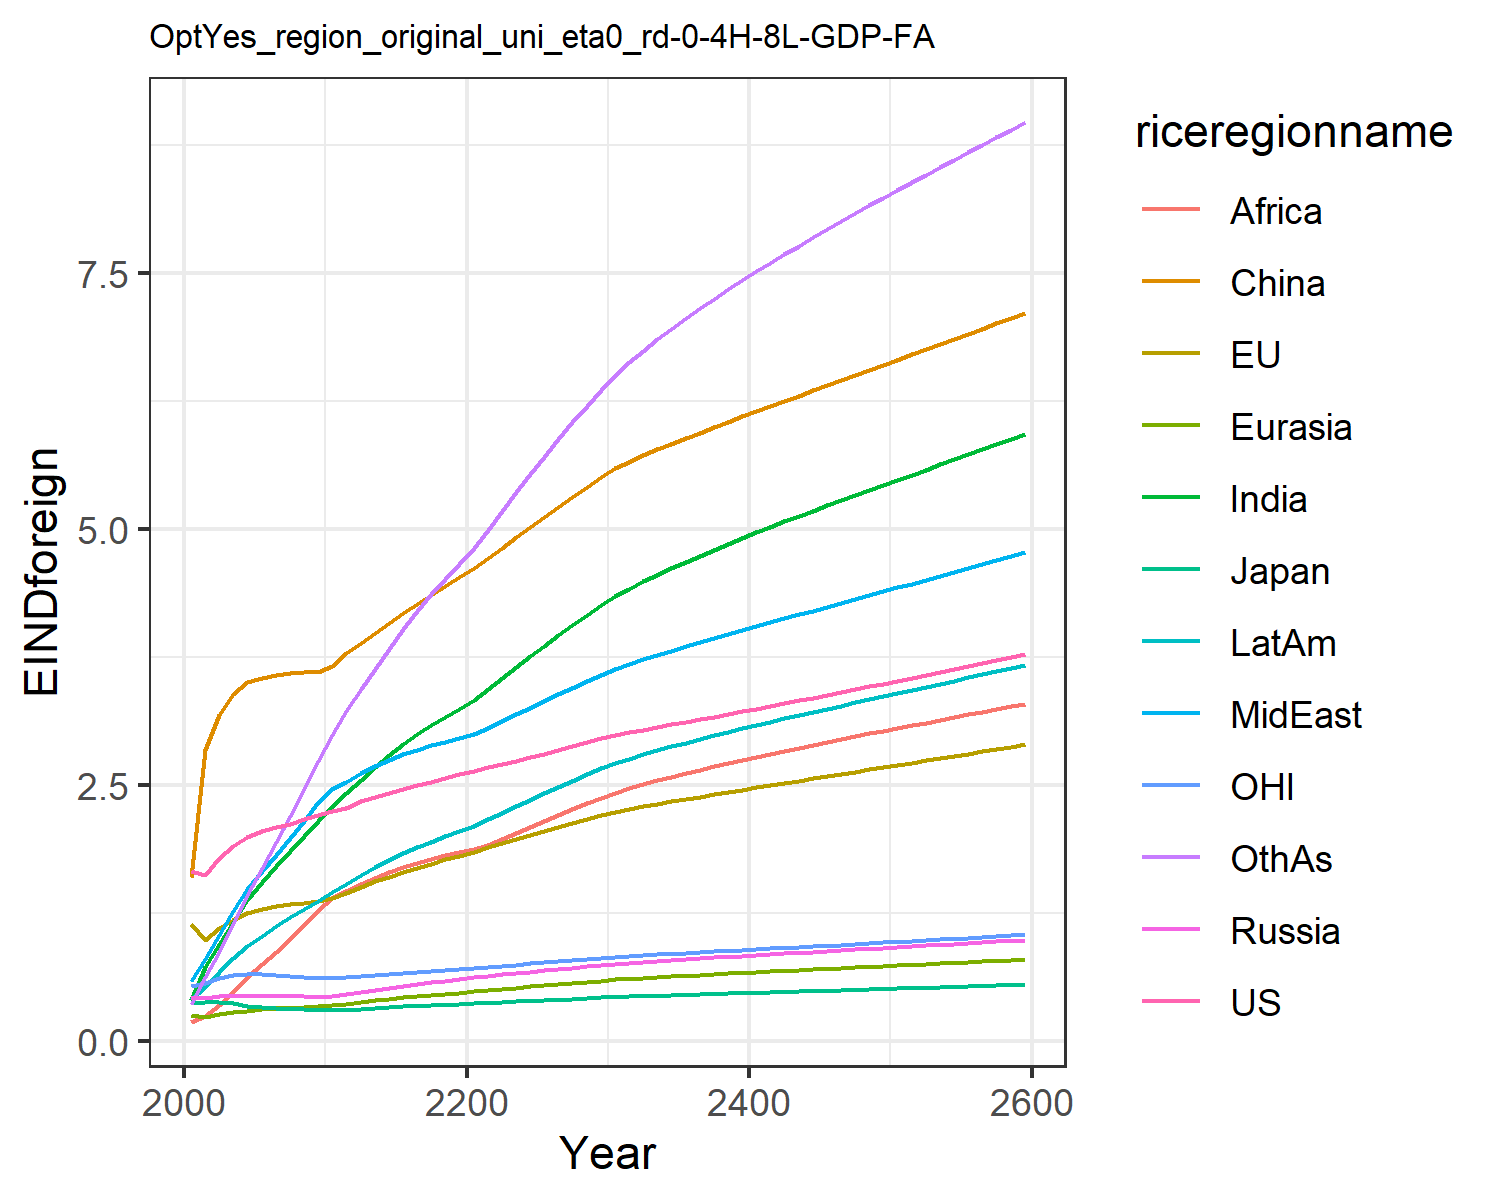 OptYes_region_original_uni_eta0_rd-0-4H-8L-GDP-FA
EINDforeign
7.5
5.0
2.5
0.0
2000
2200
2400
2600
Year
riceregionname
Africa
China
EU
Eurasia
India
Japan
LatAm
MidEast
OHI
OthAs
Russia
US